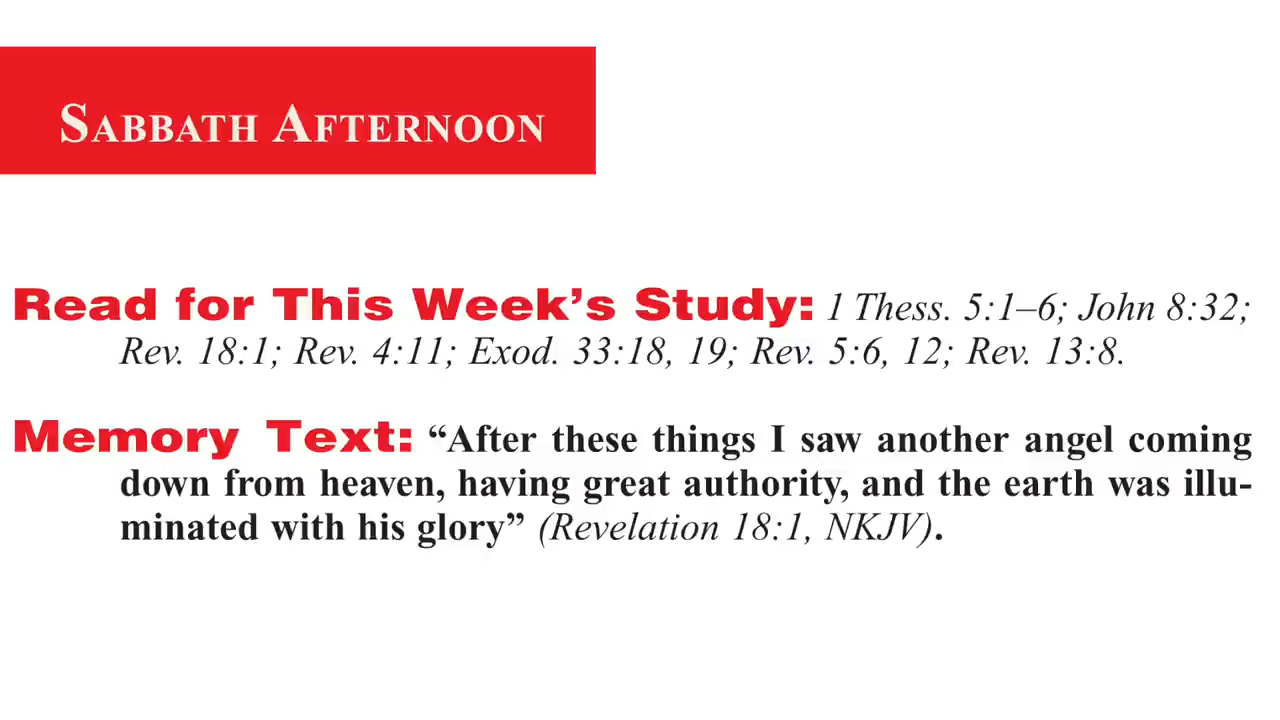 Sabbath Afternoon
Read for This Week’s Study: 1 Thess. 5:1–6; John 8:32;
Rev. 18:1; Rev. 4:11; Exod. 33:18, 19; Rev. 5:6, 12; Rev. 13:8.
Memory Text: “After these things I saw another angel coming
down from heaven, having great authority, and the earth was illu-
minated with his glory” (Revelation 18:1, NKJV).